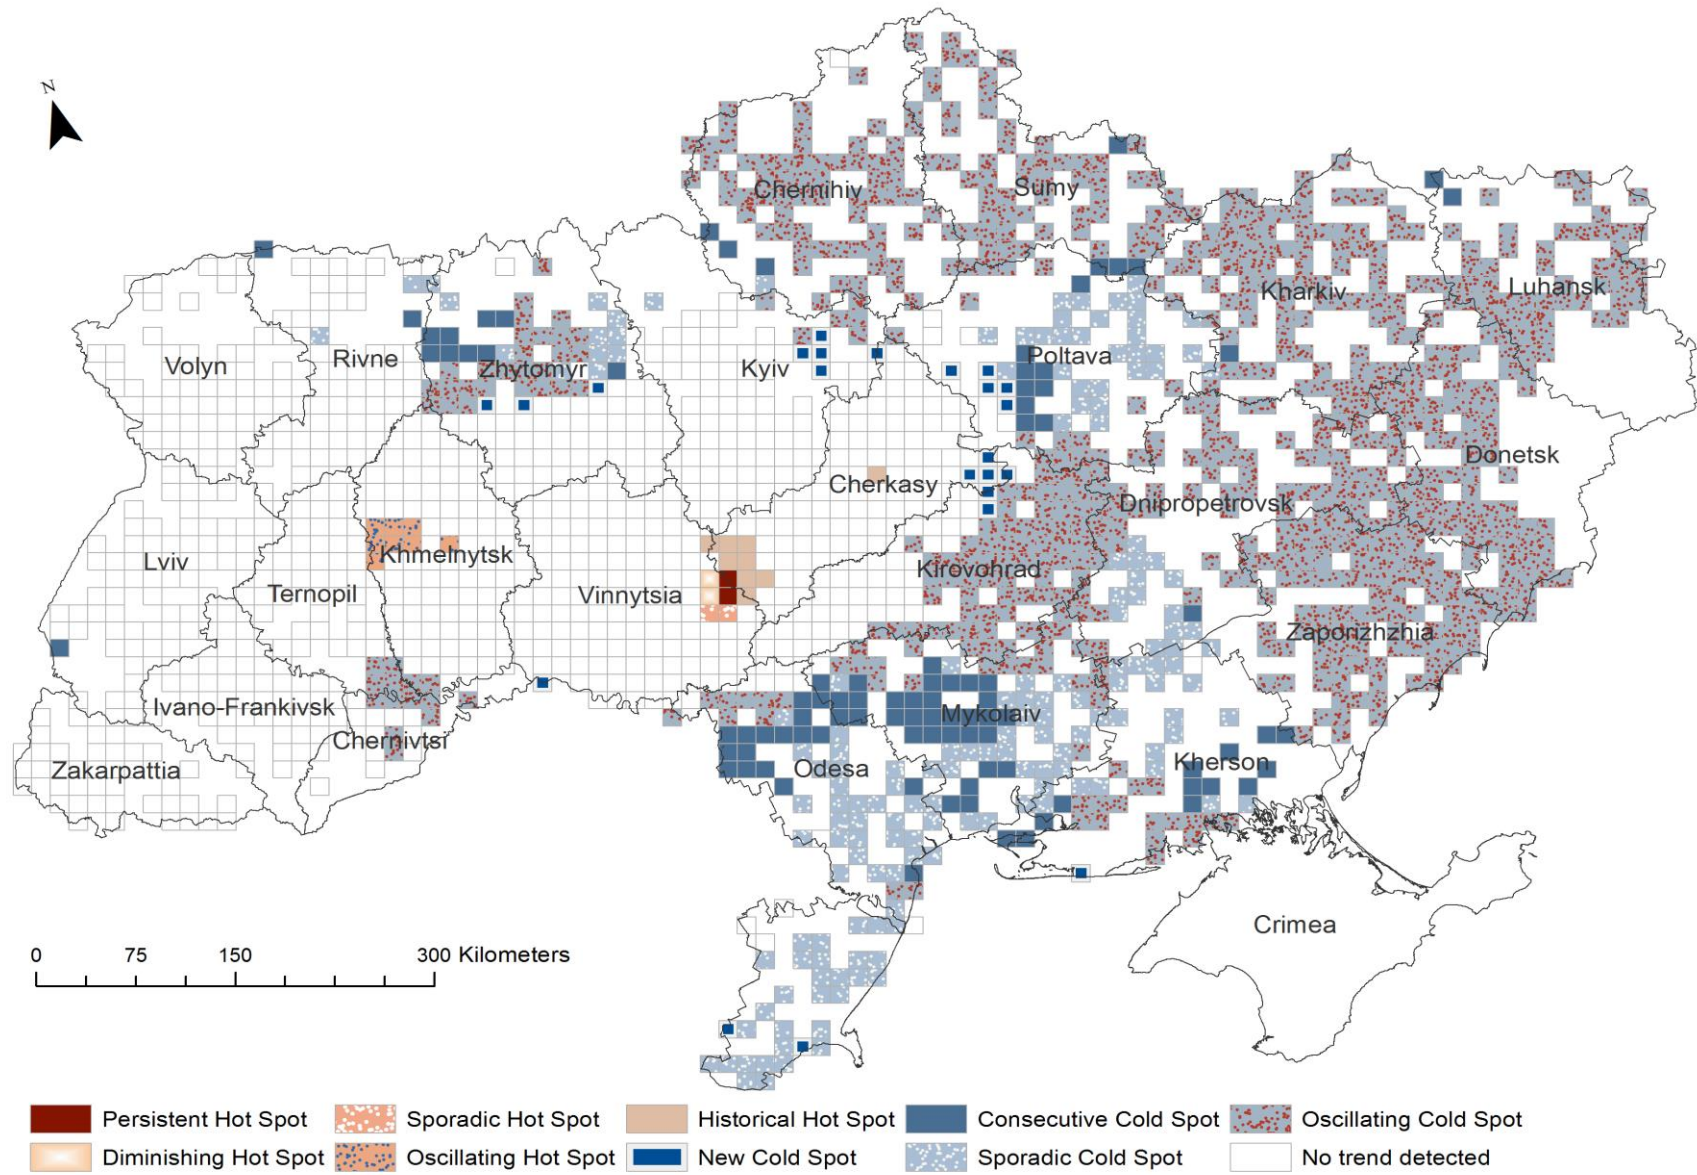 N
Chernihiv
Sumy
Kharkiv
Luhansk
Volyn
Rivne
Zhytomyr
Kyiv
Poltava
Donetsk
Cherkasy
Dnipropetrovsk
Lviv
Khmelnytsk
Ternopil
Vinnytsia
Kirovohrad
Zaporizhzhia
Ivano-Frankivsk
Chernivtsi
Mykolaiv
Zakarpattia
Odesa
Kherson
Crimea
0 75 150 300 Kilometers
Persistent Hot Spot Sporadic Hot Spot Historical Hot Spot Consecutive Cold Spot Oscillating Cold Spot
Diminishing Hot Spot Oscillating Hot Spot New Cold Spot Sporadic Cold Spot No trend detected